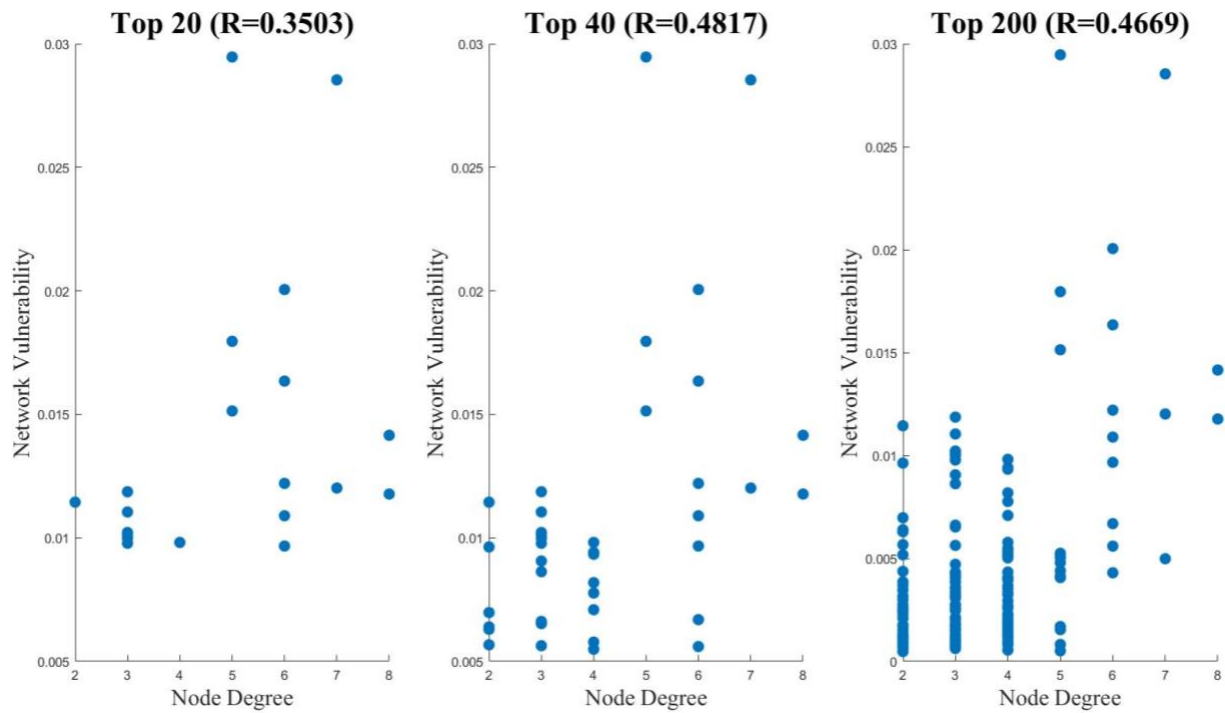 Top 20 (R=0.3503)
0.03
0.025
0.02
0.015
0.01
0.005
Network Vulnerability
2 3 4 5 6 7 8
Node Degree
Top 40 (R=0.4817)
0.03
0.025
0.02
0.015
0.01
0.005
Network Vulnerability
2 3 4 5 6 7 8
Node Degree
Top 200 (R=0.4669)
0.03
0.025
0.02
0.015
0.01
0.005
0
Network Vulnerability
2 3 4 5 6 7 8
Node Degree